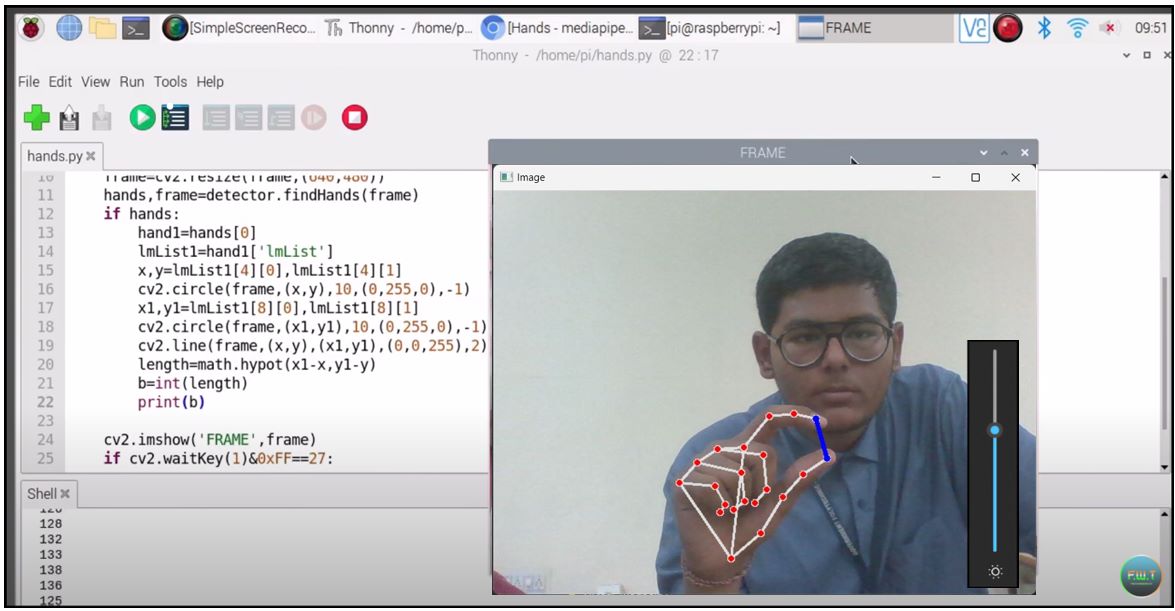 [SimpleScreenReco... Thonny - /home/p... [Hands - mediapipe... [pi@raspberrypi: ~] FRAME 09:51
Thonny - /home/pi/hands.py @ 22 : 17
File Edit View Run Tools Help
hands.py
10 frame=cv2.resize(frame,(640,480))
11 hands,frame=detector.findHands(frame)
12 if hands:
13 hand1=hands[0]
14 lmList1=hand1['lmList']
15 x,y=lmList1[4][0],lmList1[4][1]
16 cv2.circle(frame,(x,y),10,(0,255,0),-1)
17 x1,y1=lmList1[8][0],lmList1[8][1]
18 cv2.circle(frame,(x1,y1),10,(0,255,0),-1)
19 cv2.line(frame,(x,y),(x1,y1),(0,0,255),2)
20 length=math.hypot(x1-x,y1-y)
21 b=int(length)
22 print(b)
23
24 cv2.imshow('FRAME',frame)
25 if cv2.waitKey(1)&0xFF==27:
FRAME
Image
Shell
128
132
133
138
136
125
F.W.T